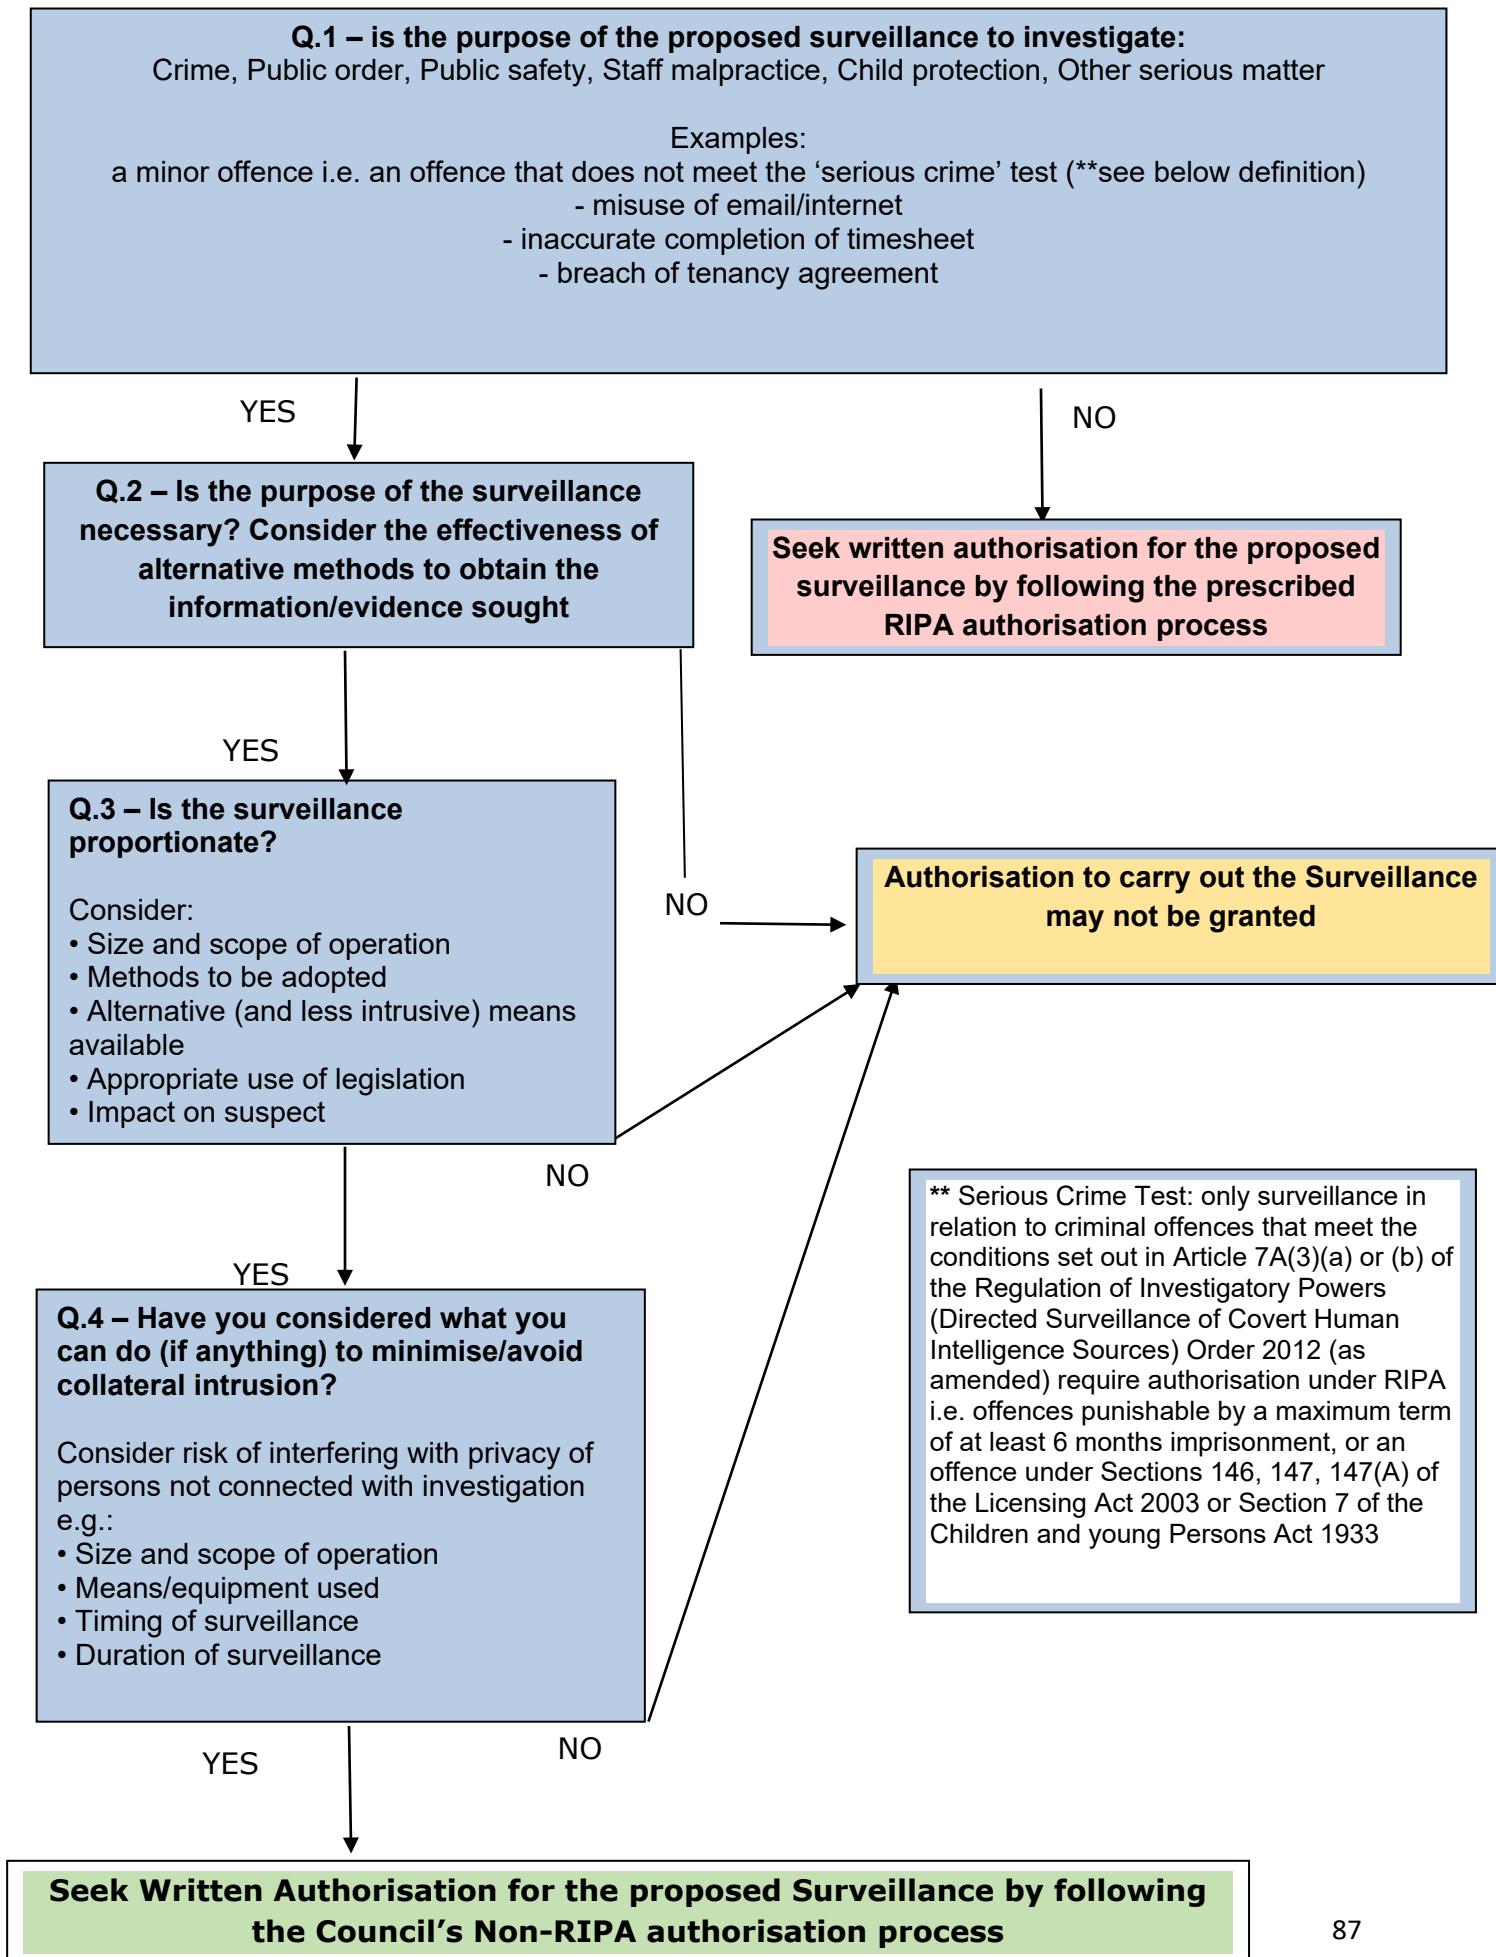 Q.1 – is the purpose of the proposed surveillance to investigate:
Crime, Public order, Public safety, Staff malpractice, Child protection, Other serious matter
Examples:
a minor offence i.e. an offence that does not meet the ‘serious crime’ test (**see below definition)
- misuse of email/internet
- inaccurate completion of timesheet
- breach of tenancy agreement
YES
NO
Q.2 – Is the purpose of the surveillance
necessary? Consider the effectiveness of
alternative methods to obtain the
information/evidence sought
Seek written authorisation for the proposed
surveillance by following the prescribed
RIPA authorisation process
YES
Q.3 – Is the surveillance
proportionate?
Consider:
• Size and scope of operation
• Methods to be adopted
• Alternative (and less intrusive) means
available
• Appropriate use of legislation
• Impact on suspect
NO
Authorisation to carry out the Surveillance
may not be granted
NO
YES
Q.4 – Have you considered what you
can do (if anything) to minimise/avoid
collateral intrusion?
Consider risk of interfering with privacy of
persons not connected with investigation
e.g.:
• Size and scope of operation
• Means/equipment used
• Timing of surveillance
• Duration of surveillance
** Serious Crime Test: only surveillance in
relation to criminal offences that meet the
conditions set out in Article 7A(3)(a) or (b) of
the Regulation of Investigatory Powers
(Directed Surveillance of Covert Human
Intelligence Sources) Order 2012 (as
amended) require authorisation under RIPA
i.e. offences punishable by a maximum term
of at least 6 months imprisonment, or an
offence under Sections 146, 147, 147(A) of
the Licensing Act 2003 or Section 7 of the
Children and young Persons Act 1933
YES
NO
Seek Written Authorisation for the proposed Surveillance by following
the Council’s Non-RIPA authorisation process
87